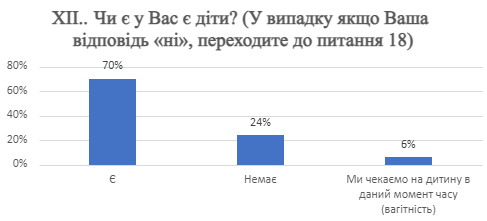 XII.. Чи є у Вас є діти? (У випадку якщо Ваша
відповідь «ні», переходите до питання 18)
80%
60%
40%
20%
0%
70%
24%
6%
Є
Немає
Ми чекаємо на дитину в
даний момент часу
(вагітність)